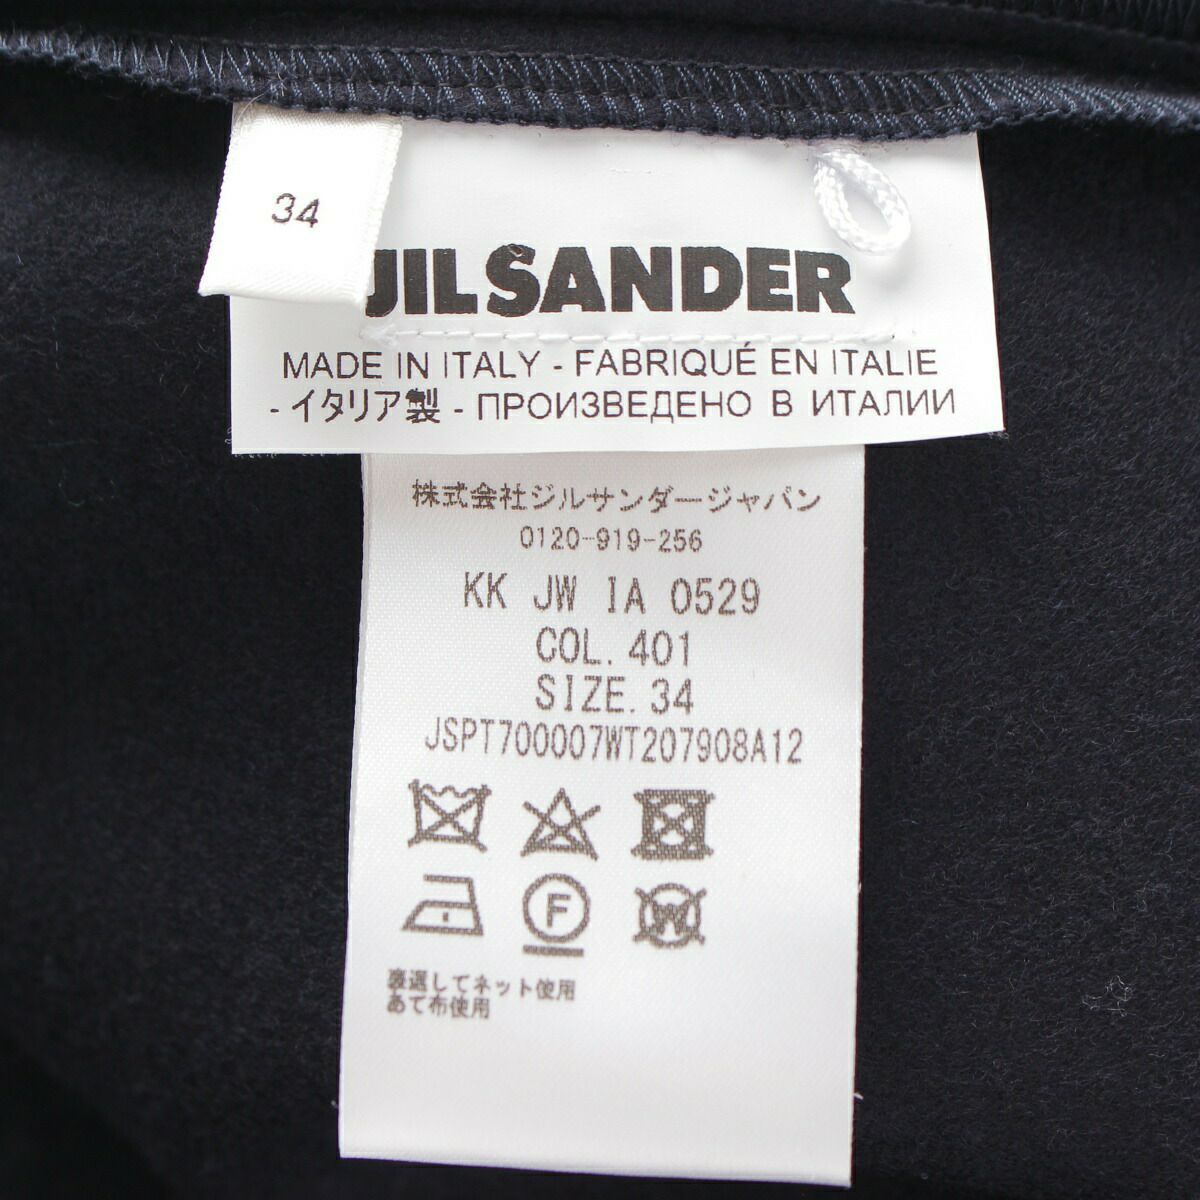 34
JIL SANDER
MADE IN ITALY - FABRIQUÉ EN ITALIE
- イタリア製 - ПРОИЗВЕДЕНО В ИТАЛИИ
株式会社ジルサンダージャパン
0120-919-256
KK JW IA 0529
COL. 401
SIZE. 34
JSPT700007WT207908A12
F
W
裏返してネット使用
あて布使用